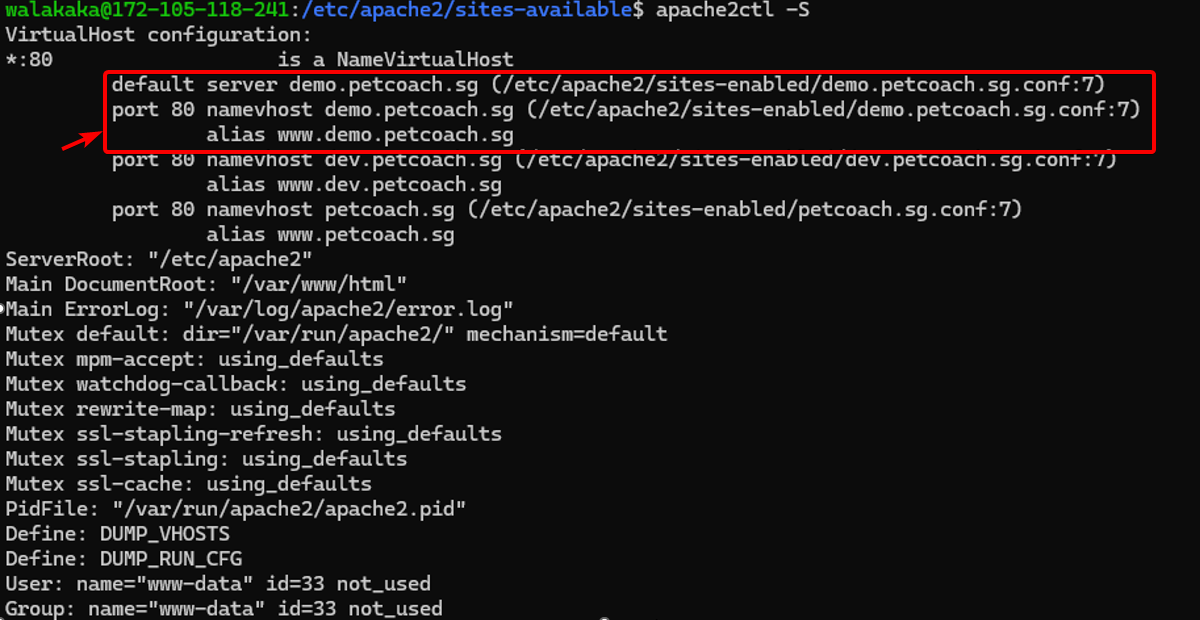 walakaka@172-105-118-241:/etc/apache2/sites-available$ apache2ctl -S
VirtualHost configuration:
*:80                   is a NameVirtualHost
         default server demo.petcoach.sg (/etc/apache2/sites-enabled/demo.petcoach.sg.conf:7)
         port 80 namevhost demo.petcoach.sg (/etc/apache2/sites-enabled/demo.petcoach.sg.conf:7)
                 alias www.demo.petcoach.sg
         port 80 namevhost dev.petcoach.sg (/etc/apache2/sites-enabled/dev.petcoach.sg.conf:7)
                 alias www.dev.petcoach.sg
         port 80 namevhost petcoach.sg (/etc/apache2/sites-enabled/petcoach.sg.conf:7)
                 alias www.petcoach.sg
ServerRoot: "/etc/apache2"
Main DocumentRoot: "/var/www/html"
Main ErrorLog: "/var/log/apache2/error.log"
Mutex default: dir="/var/run/apache2/" mechanism=default
Mutex mpm-accept: using_defaults
Mutex watchdog-callback: using_defaults
Mutex rewrite-map: using_defaults
Mutex ssl-stapling-refresh: using_defaults
Mutex ssl-stapling: using_defaults
Mutex ssl-cache: using_defaults
PidFile: "/var/run/apache2/apache2.pid"
Define: DUMP_VHOSTS
Define: DUMP_RUN_CFG
User: name="www-data" id=33 not_used
Group: name="www-data" id=33 not_used